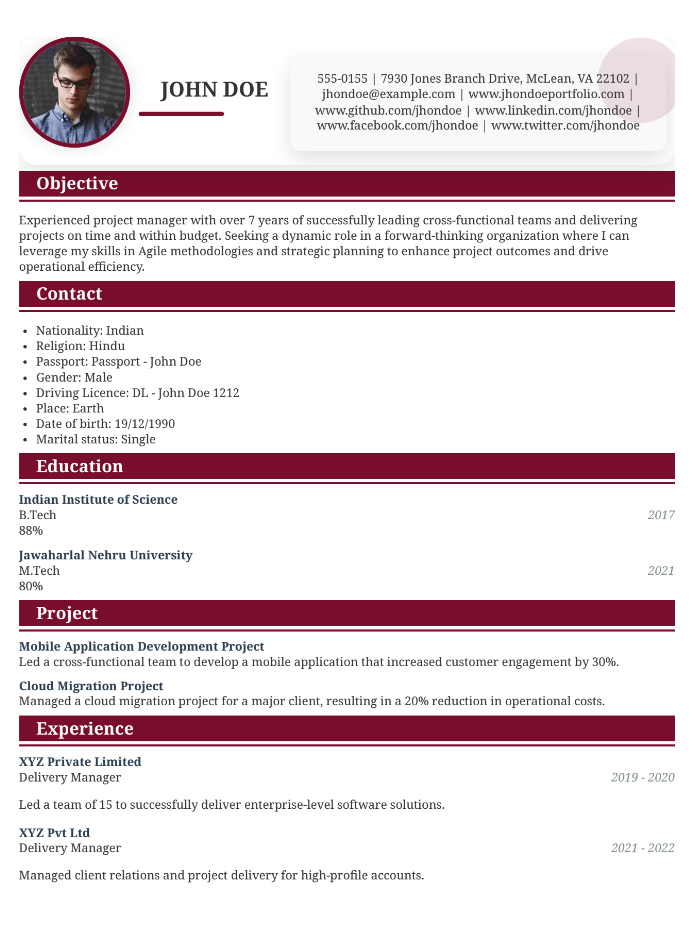 JOHN DOE
555-0155 | 7930 Jones Branch Drive, McLean, VA 22102 |
jhondoe@example.com | www.jhondoeportfolio.com |
www.github.com/jhondoe | www.linkedin.com/jhondoe |
www.facebook.com/jhondoe | www.twitter.com/jhondoe
Objective
Experienced project manager with over 7 years of successfully leading cross-functional teams and delivering
projects on time and within budget. Seeking a dynamic role in a forward-thinking organization where I can
leverage my skills in Agile methodologies and strategic planning to enhance project outcomes and drive
operational efficiency.
Contact
• Nationality: Indian
• Religion: Hindu
• Passport: Passport - John Doe
• Gender: Male
• Driving Licence: DL - John Doe 1212
• Place: Earth
• Date of birth: 19/12/1990
• Marital status: Single
Education
Indian Institute of Science
B.Tech 2017
88%
Jawaharlal Nehru University
M.Tech 2021
80%
Project
Mobile Application Development Project
Led a cross-functional team to develop a mobile application that increased customer engagement by 30%.
Cloud Migration Project
Managed a cloud migration project for a major client, resulting in a 20% reduction in operational costs.
Experience
XYZ Private Limited
Delivery Manager 2019 - 2020
Led a team of 15 to successfully deliver enterprise-level software solutions.
XYZ Pvt Ltd
Delivery Manager 2021 - 2022
Managed client relations and project delivery for high-profile accounts.